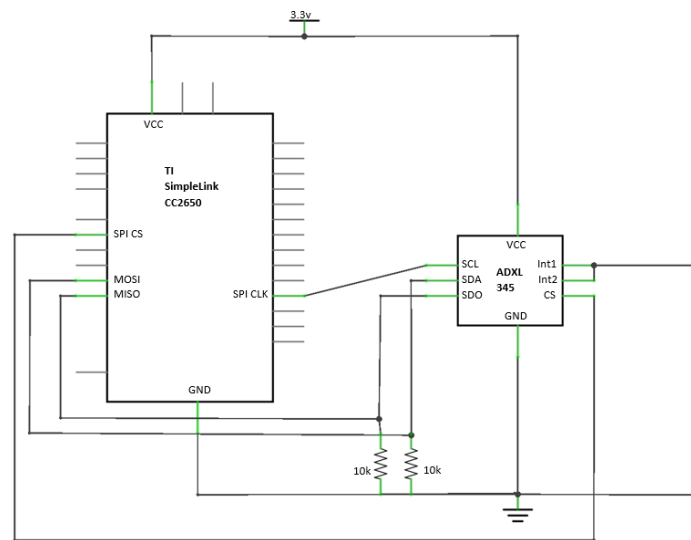 3.3v
VCC
TI
SimpleLink
CC2650
SPI CS
MOSI
MISO
SPI CLK
GND
VCC
SCL
ADXL
Int1
SDA
345
Int2
SDO
CS
GND
10k
10k